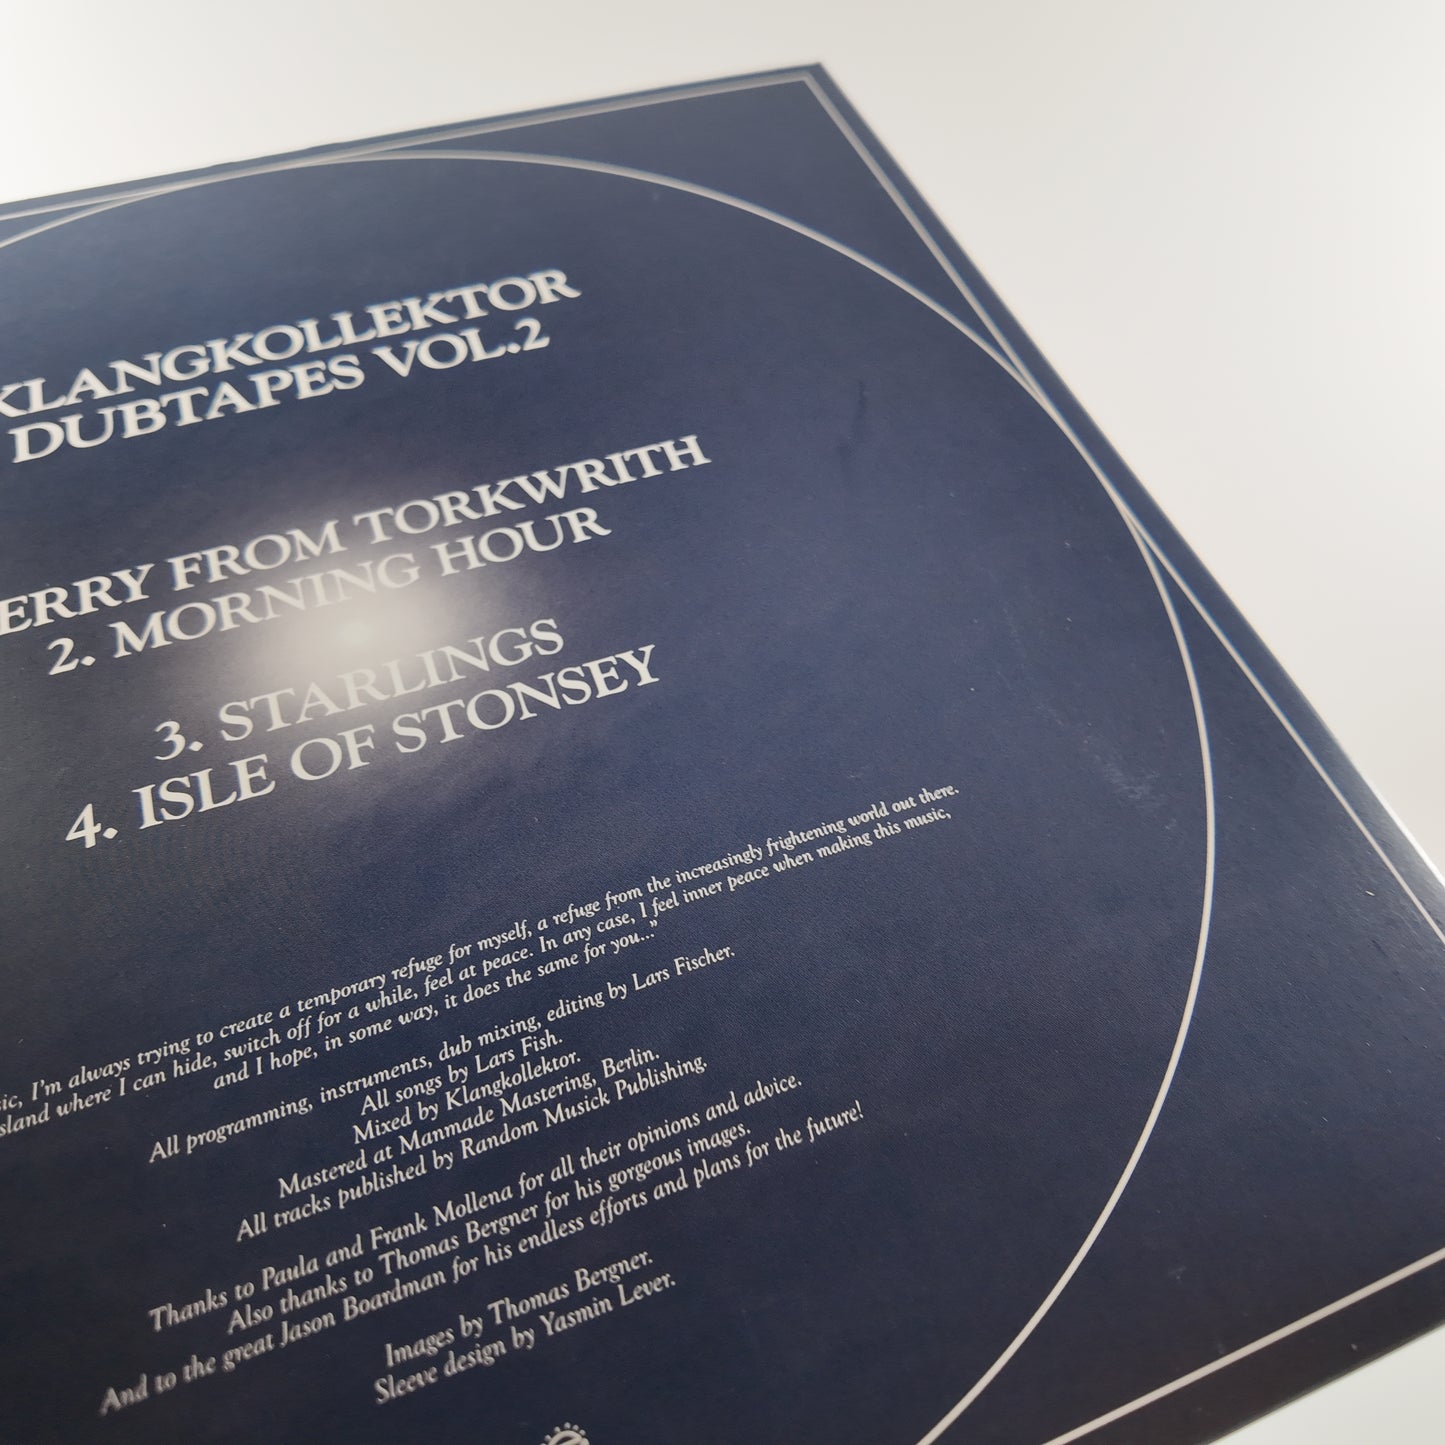 KLANGKOLLEKTOR
DUBTAPES VOL.2
ERRY FROM TORKWRITH
2. MORNING HOUR
3. STARLINGS
4. ISLE OF STONSEY
ic, I'm always trying to create a temporary refuge for myself, a refuge from the increasingly frightening world out there.
sland where I can hide, switch off for a while, feel at peace. In any case, I feel inner peace when making this music,
and I hope, in some way, it does the same for you..."
All programming, instruments, dub mixing, editing by Lars Fischer.
All songs by Lars Fish.
Mixed by Klangkollektor.
Mastered at Manmade Mastering, Berlin.
All tracks published by Random Musick Publishing.
Thanks to Paula and Frank Mollena for all their opinions and advice.
Also thanks to Thomas Bergner for his gorgeous images.
And to the great Jason Boardman for his endless efforts and plans for the future!
Images by Thomas Bergner.
Sleeve design by Yasmin Lever.